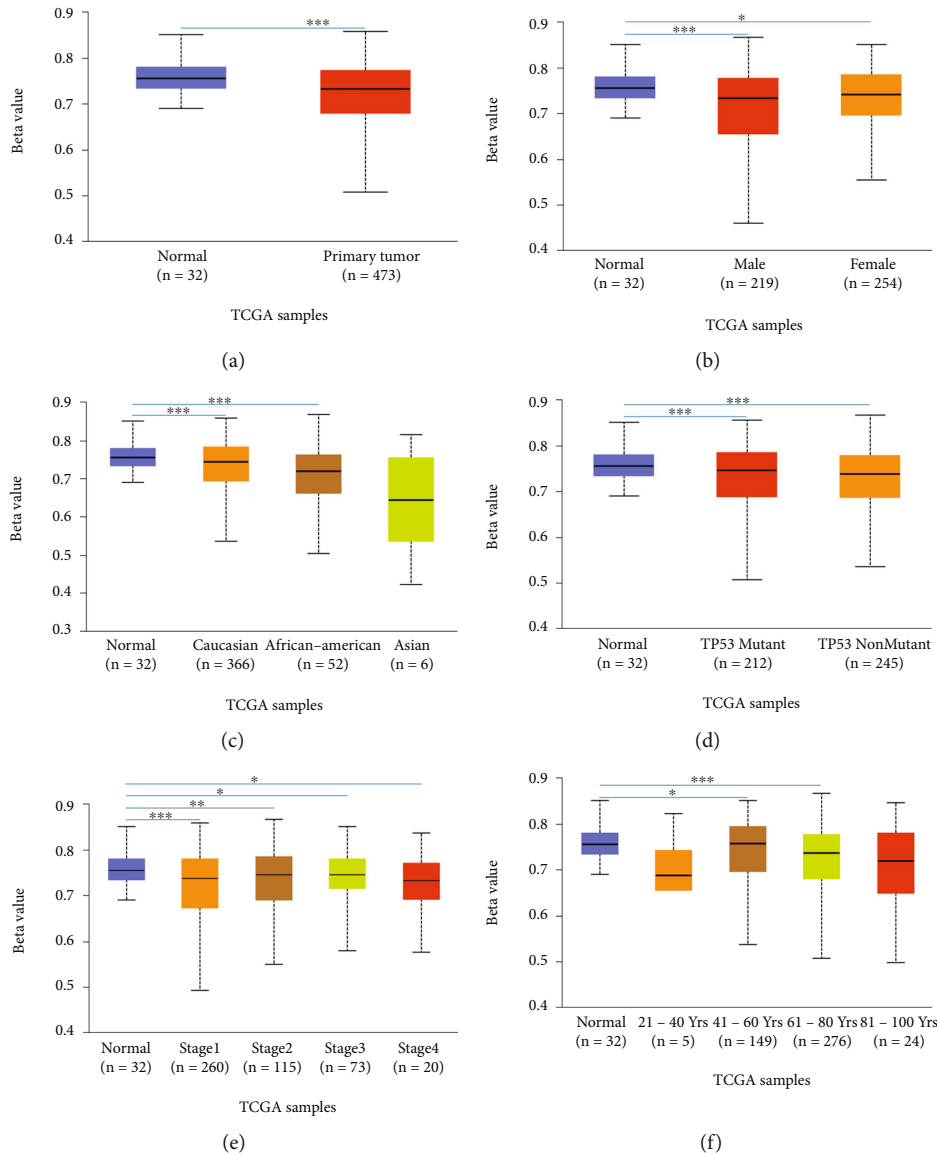 0.9
0.8
0.7
0.6
0.5
0.4
Beta value
***
Normal
(n = 32)
Primary tumor
(n = 473)
TCGA samples
(a)
0.9
0.8
0.7
0.6
0.5
0.4
Beta value
*
***
Normal
(n = 32)
Male
(n = 219)
Female
(n = 254)
TCGA samples
(b)
0.9
0.8
0.7
0.6
0.5
0.4
0.3
Beta value
***
***
Normal
(n = 32)
Caucasian
(n = 366)
African–american
(n = 52)
Asian
(n = 6)
TCGA samples
(c)
0.9
0.8
0.7
0.6
0.5
0.4
Beta value
***
***
Normal
(n = 32)
TP53 Mutant
(n = 212)
TP53 NonMutant
(n = 245)
TCGA samples
(d)
0.9
0.8
0.7
0.6
0.5
0.4
Beta value
*
*
**
***
Normal
(n = 32)
Stage1
(n = 260)
Stage2
(n = 115)
Stage3
(n = 73)
Stage4
(n = 20)
TCGA samples
(e)
0.9
0.8
0.7
0.6
0.5
0.4
Beta value
***
*
Normal
(n = 32)
21 – 40 Yrs
(n = 5)
41 – 60 Yrs
(n = 149)
61 – 80 Yrs
(n = 276)
81 – 100 Yrs
(n = 24)
TCGA samples
(f)